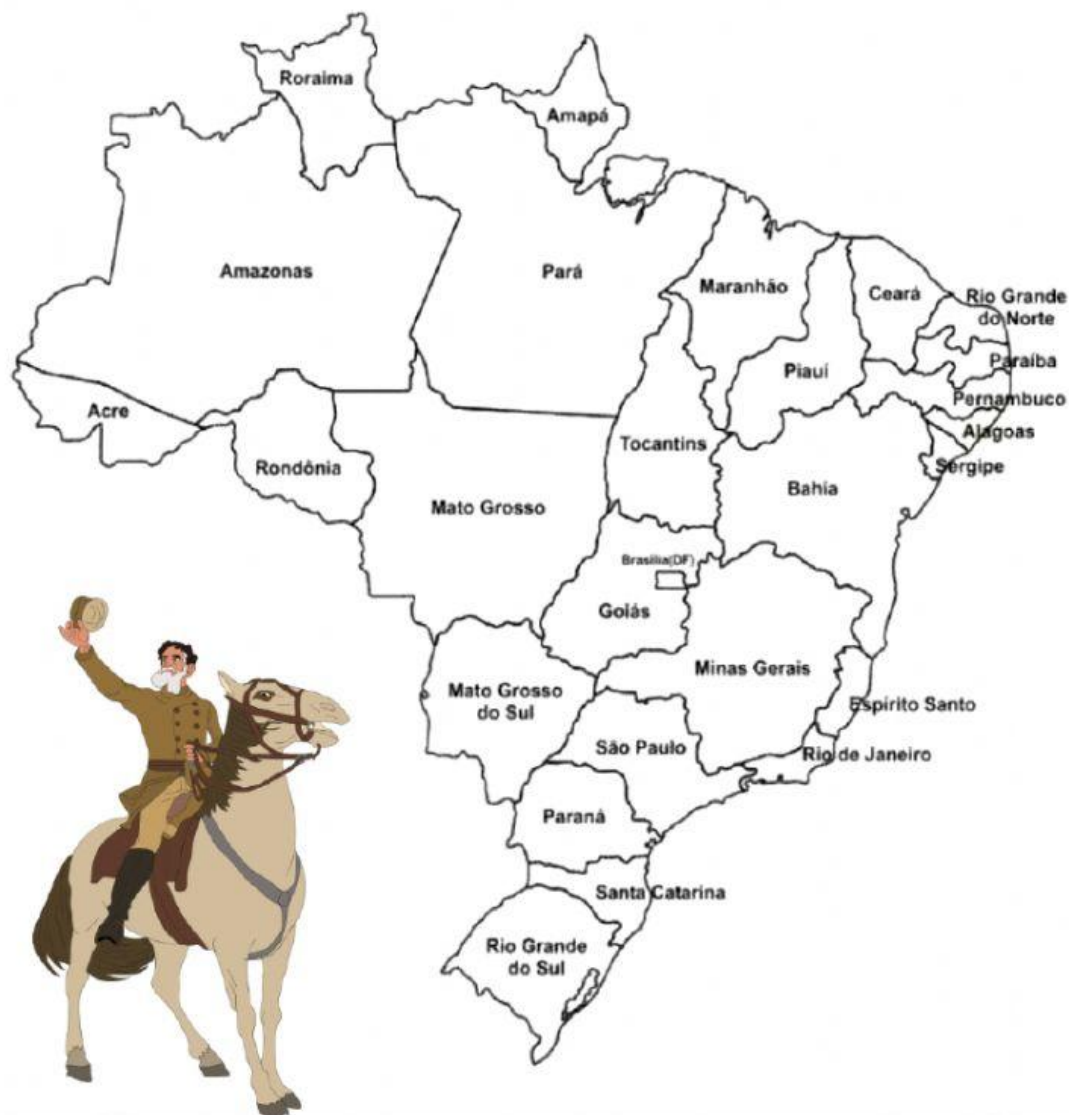 Roraima
Amapá
Amazonas
Pará
Maranhão
Ceará
Rio Grande
do Norte
Paraíba
Piauí
Pernambuco
Acre
Alagoas
Tocantins
Rondônia
Sergipe
Bahia
Mato Grosso
Brasília(DF)
Goiás
Minas Gerais
Mato Grosso
do Sul
Espírito Santo
São Paulo
Rio de Janeiro
Paraná
Santa Catarina
Rio Grande
do Sul